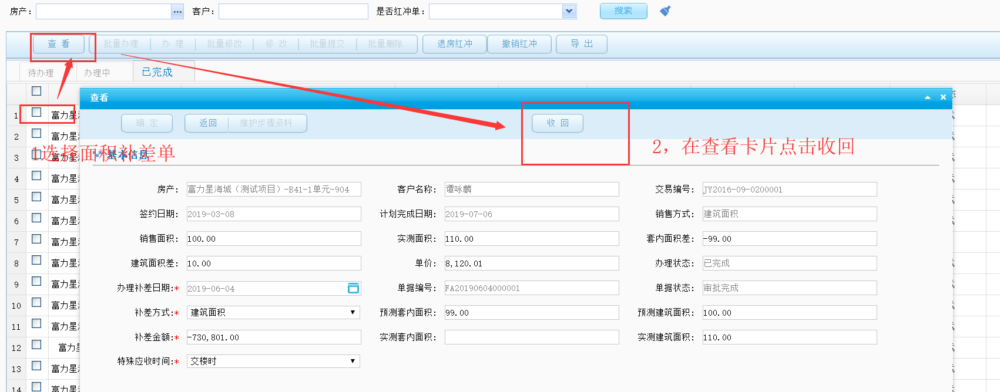 房产： 客户： 是否红冲单： 搜索
查 看 批量办理 办 理 批量修改 修 改 批量提交 批量删除 退房红冲 撤销红冲 导 出
待办理 办理中 已完成
查看
1 富力星
确 定 返回 维护步骤资料 收 回
2 富力星
2，在查看卡片点击收回
1选择面积补差单
基本信息
3 富力星
4 富力星
房产： 富力星海城（测试项目）-B41-1单元-904 客户名称： 谭咏麟 交易编号： JY2016-09-0200001
5 富力星
签约日期： 2019-03-08 计划完成日期： 2019-07-06 销售方式： 建筑面积
6 富力星
销售面积： 100.00 实测面积： 110.00 套内面积差： -99.00
7 富力星
建筑面积差： 10.00 单价： 8,120.01 办理状态： 已完成
8 富力星
办理补差日期:* 2019-06-04 单据编号： FA20190604000001 单据状态： 审批完成
9 富力星
10 富力星
补差方式:* 建筑面积 预测套内面积： 99.00 预测建筑面积： 100.00
11 富力星
补差金额:* -730,801.00 实测套内面积： 实测建筑面积： 110.00
12 富力
特殊应收时间:* 交楼时
13 富力星
14 富力星